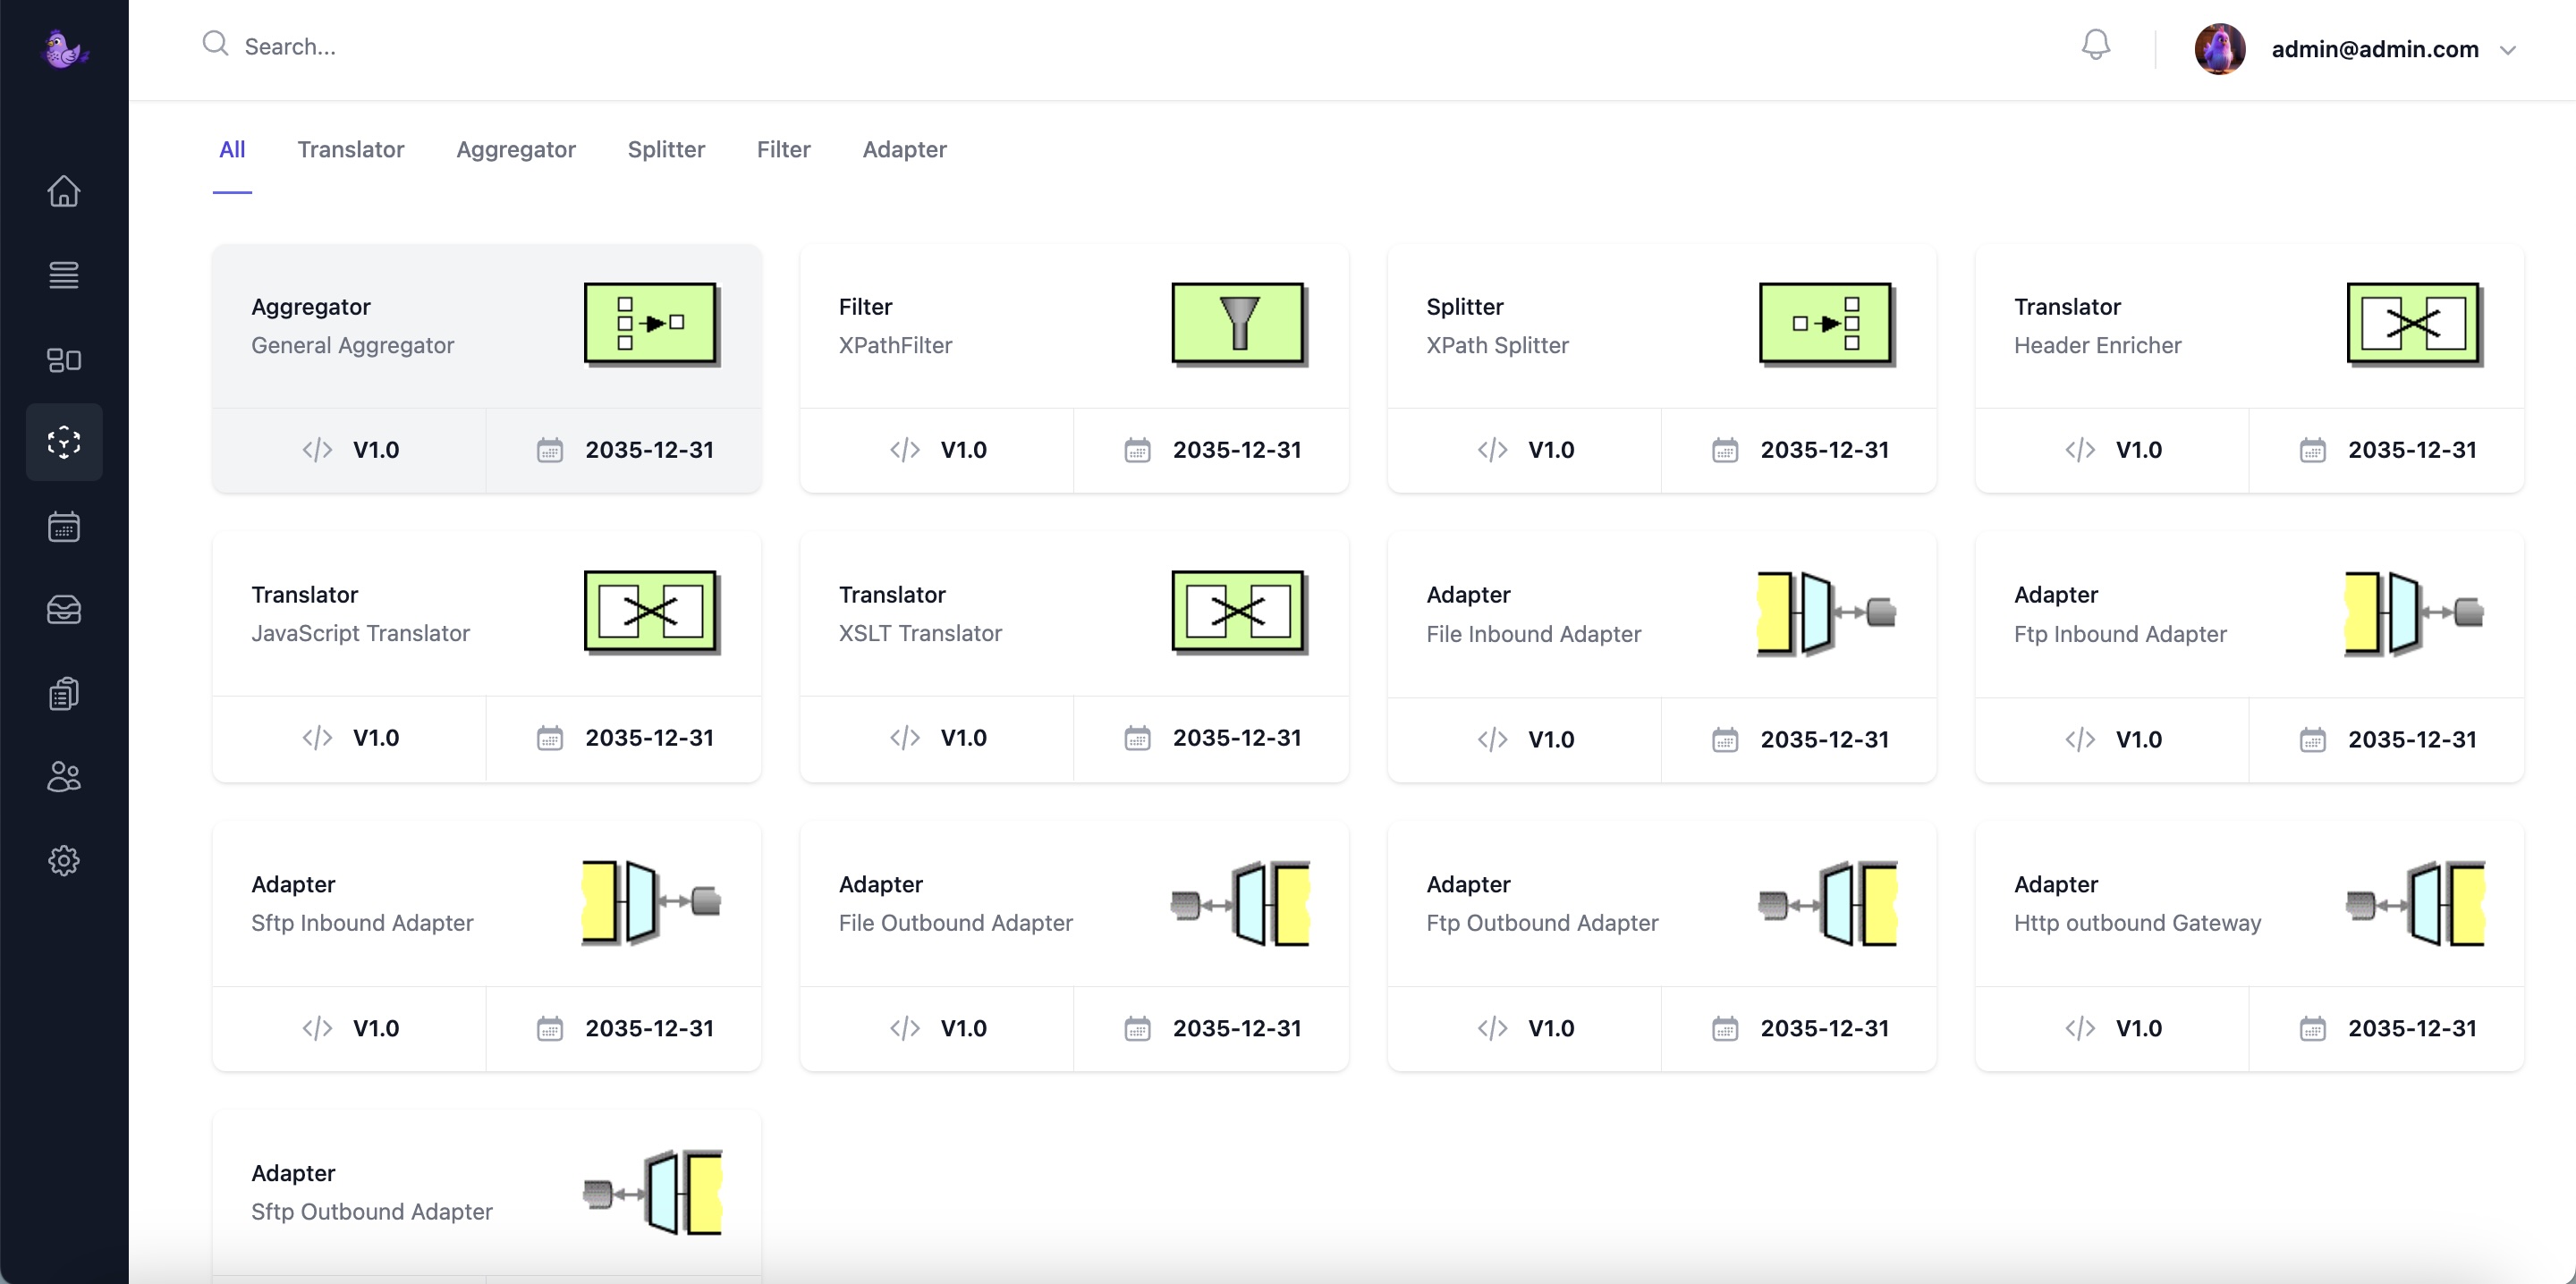 Search...
admin@admin.com
All Translator Aggregator Splitter Filter Adapter
Aggregator
General Aggregator
V1.0 2035-12-31
Filter
XPathFilter
V1.0 2035-12-31
Splitter
XPath Splitter
V1.0 2035-12-31
Translator
Header Enricher
V1.0 2035-12-31
Translator
JavaScript Translator
V1.0 2035-12-31
Translator
XSLT Translator
V1.0 2035-12-31
Adapter
File Inbound Adapter
V1.0 2035-12-31
Adapter
Ftp Inbound Adapter
V1.0 2035-12-31
Adapter
Sftp Inbound Adapter
V1.0 2035-12-31
Adapter
File Outbound Adapter
V1.0 2035-12-31
Adapter
Ftp Outbound Adapter
V1.0 2035-12-31
Adapter
Http outbound Gateway
V1.0 2035-12-31
Adapter
Sftp Outbound Adapter